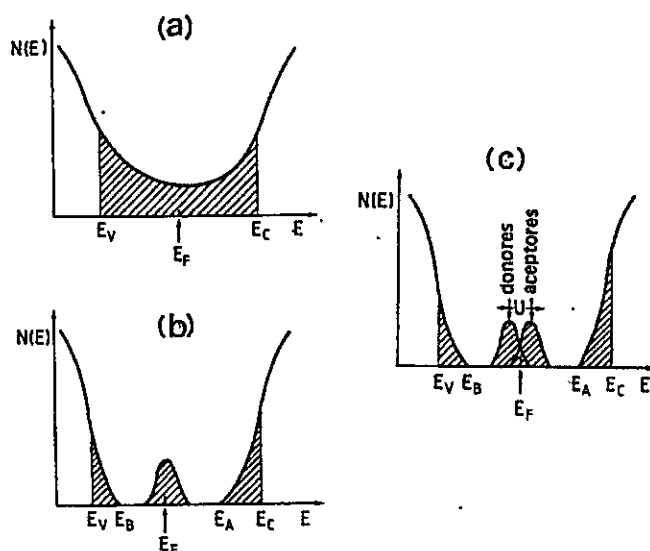 (a)
N(E)
E_V E_C E
E_F
(b)
N(E)
E_V E_B E_A E_C E
E_F
(c)
N(E)
donores
aceptores
U
E_V E_B E_A E_C E
E_F